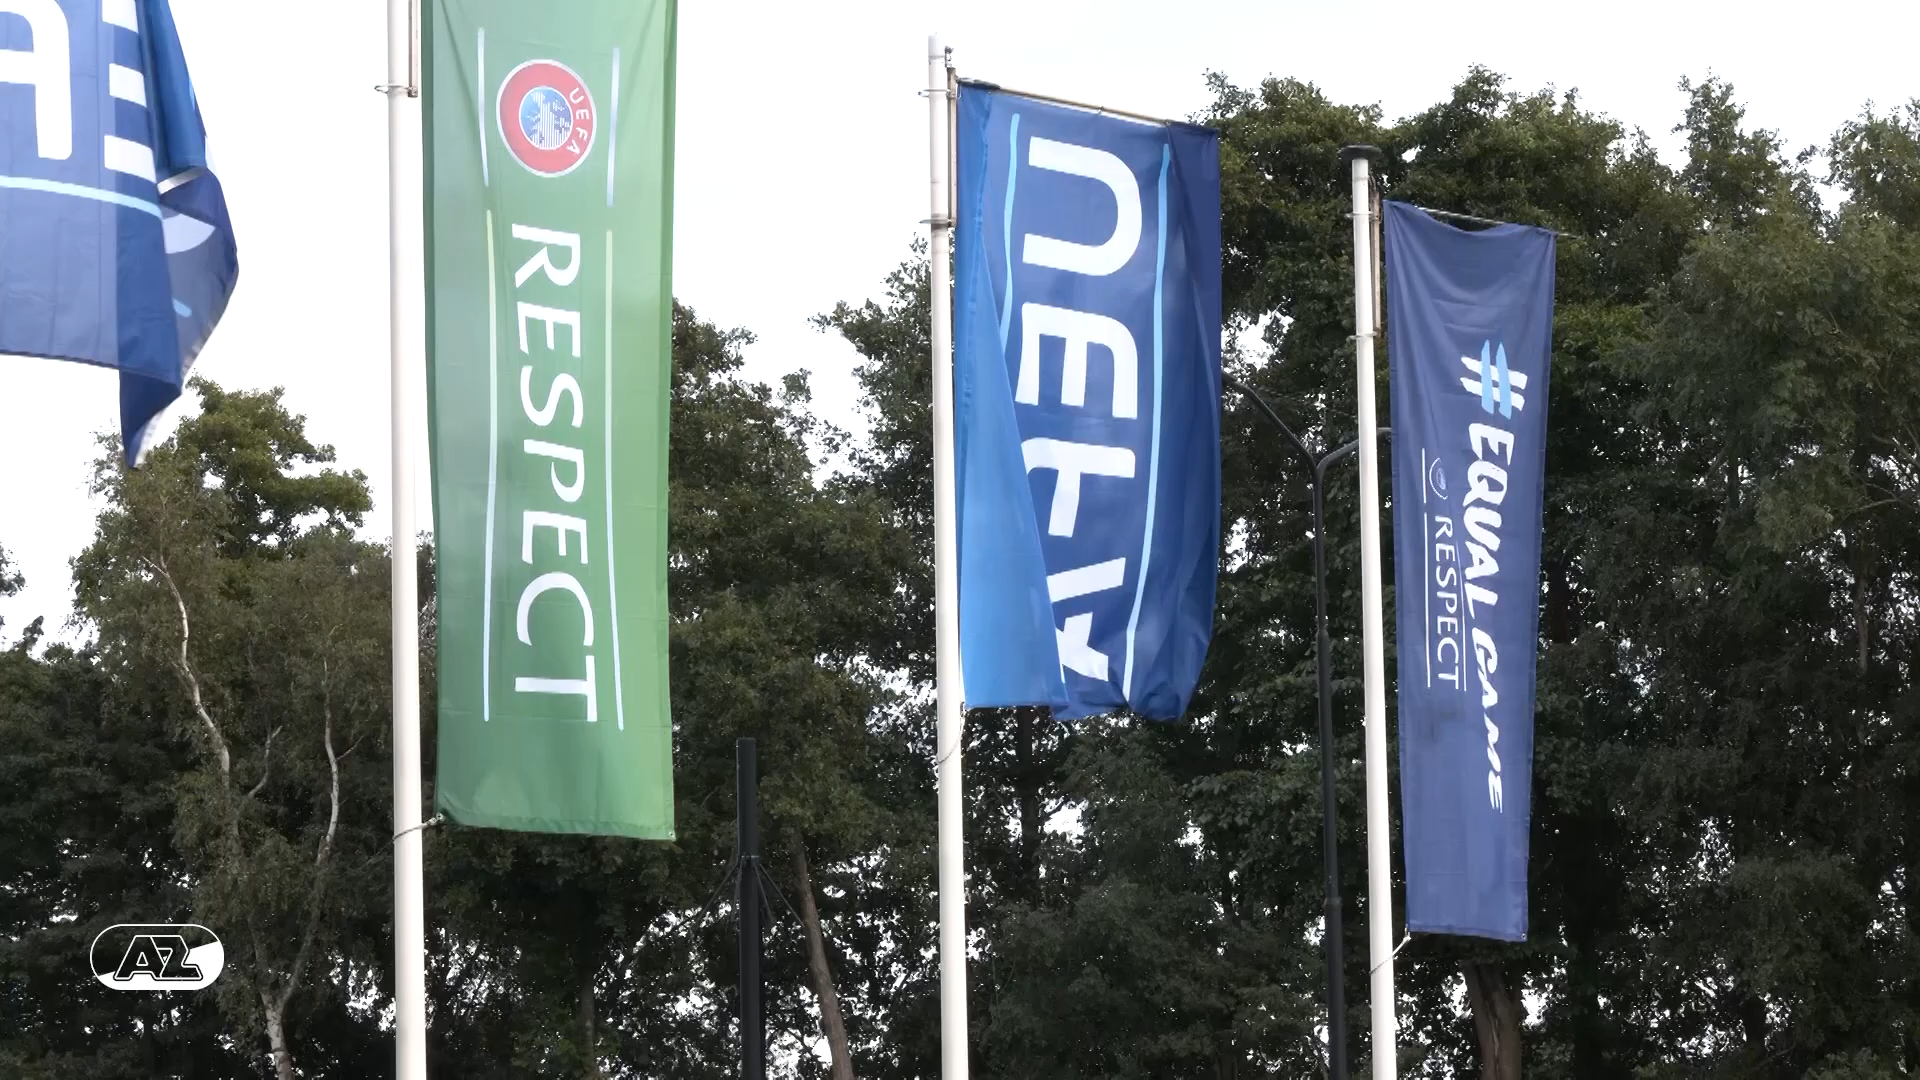 UEFA
RESPECT
UEFA
#EQUAL GAME
RESPECT
AZ